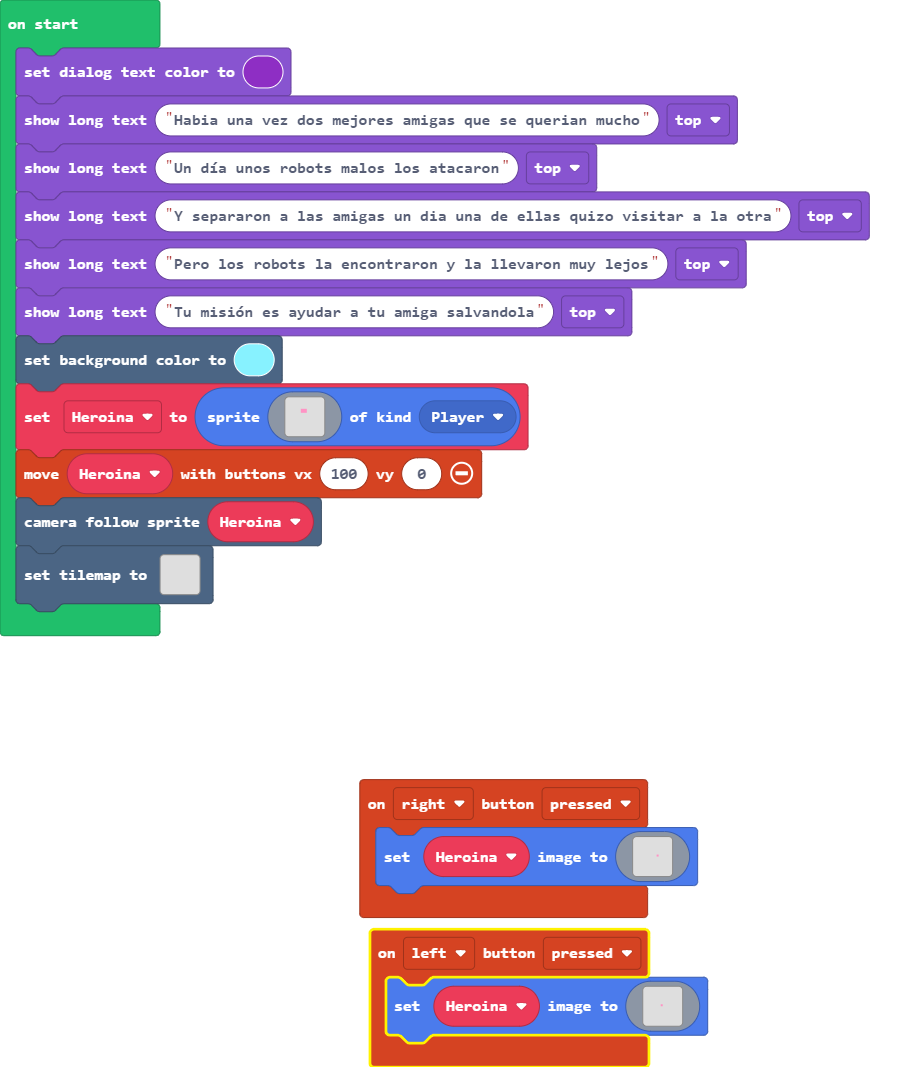 on start
set dialog text color to
show long text "Habia una vez dos mejores amigas que se querian mucho" top
show long text "Un día unos robots malos los atacaron" top
show long text "Y separaron a las amigas un dia una de ellas quizo visitar a la otra" top
show long text "Pero los robots la encontraron y la llevaron muy lejos" top
show long text "Tu misión es ayudar a tu amiga salvandola" top
set background color to
set Heroina to sprite of kind Player
move Heroina with buttons vx 100 vy 0
camera follow sprite Heroina
set tilemap to
on right button pressed
set Heroina image to
on left button pressed
set Heroina image to